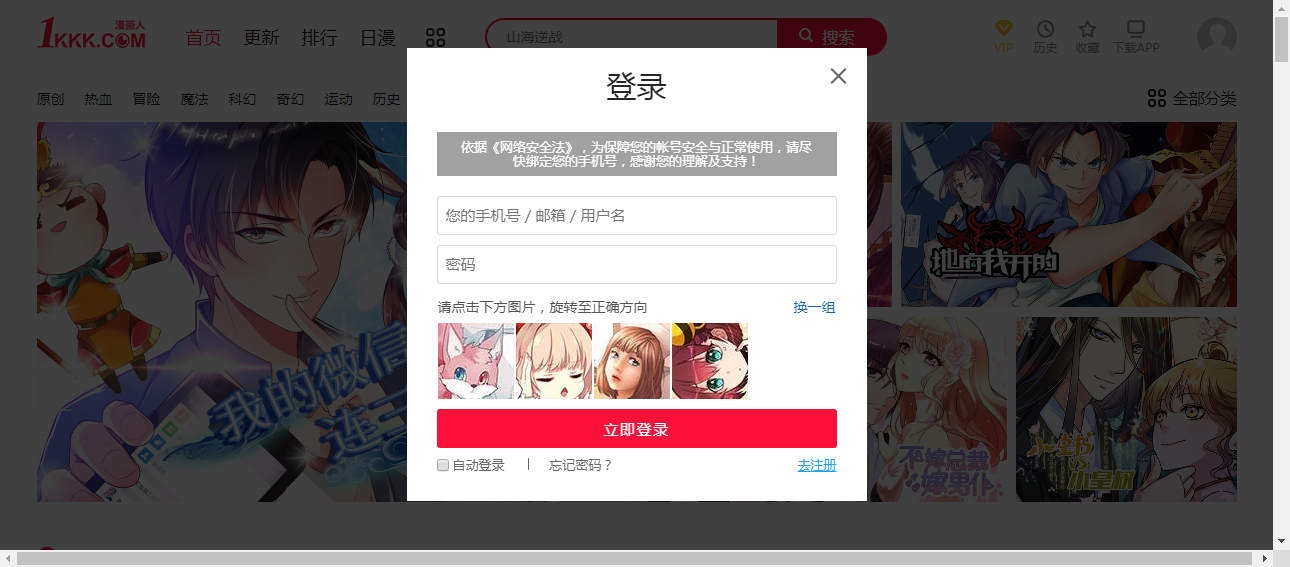 漫画人
1KKK.COM
首页 更新 排行 日漫
山海逆战
搜索
VIP 历史 收藏 下载APP
原创 热血 冒险 魔法 科幻 奇幻 运动 历史
全部分类
登录
依据《网络安全法》，为保障您的帐号安全与正常使用，请尽
快绑定您的手机号，感谢您的理解及支持！
您的手机号 / 邮箱 / 用户名
密码
请点击下方图片，旋转至正确方向 换一组
立即登录
自动登录 | 忘记密码？ 去注册
我的微信
连三
地府我开的
不嫁总裁
嫁男仆